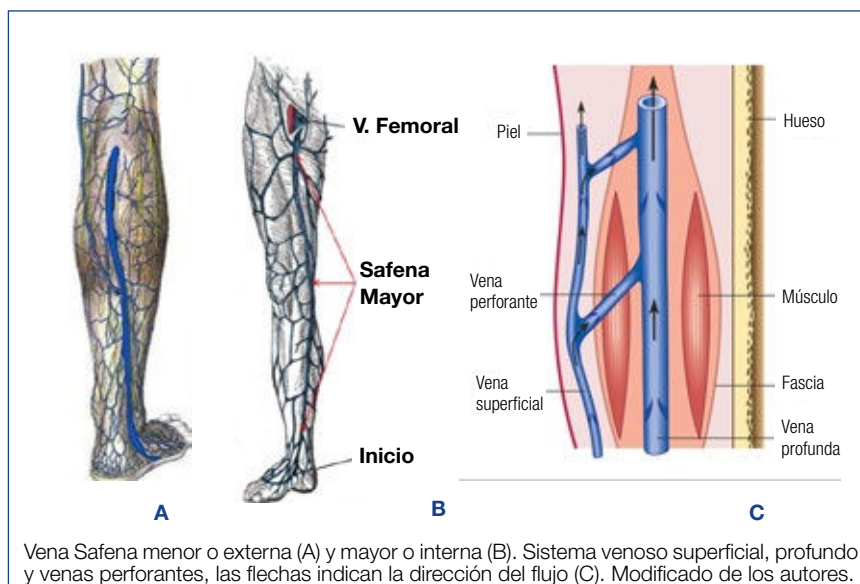 V. Femoral
Safena
Mayor
Inicio
Piel
Hueso
Vena
perforante
Músculo
Vena
superficial
Fascia
Vena
profunda
A
B
C
Vena Safena menor o externa (A) y mayor o interna (B). Sistema venoso superficial, profundo
y venas perforantes, las flechas indican la dirección del flujo (C). Modificado de los autores.